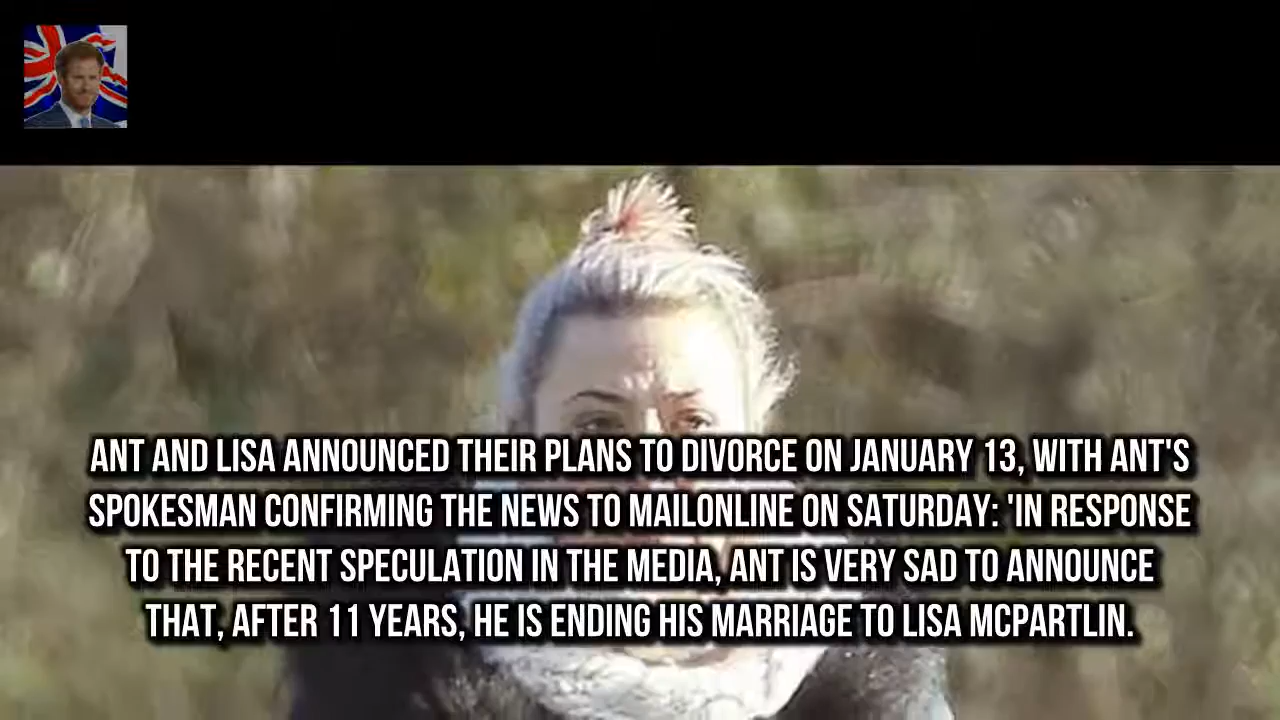 ANT AND LISA ANNOUNCED THEIR PLANS TO DIVORCE ON JANUARY 13, WITH ANT'S
SPOKESMAN CONFIRMING THE NEWS TO MAILONLINE ON SATURDAY: 'IN RESPONSE
TO THE RECENT SPECULATION IN THE MEDIA, ANT IS VERY SAD TO ANNOUNCE
THAT, AFTER 11 YEARS, HE IS ENDING HIS MARRIAGE TO LISA MCPARTLIN.